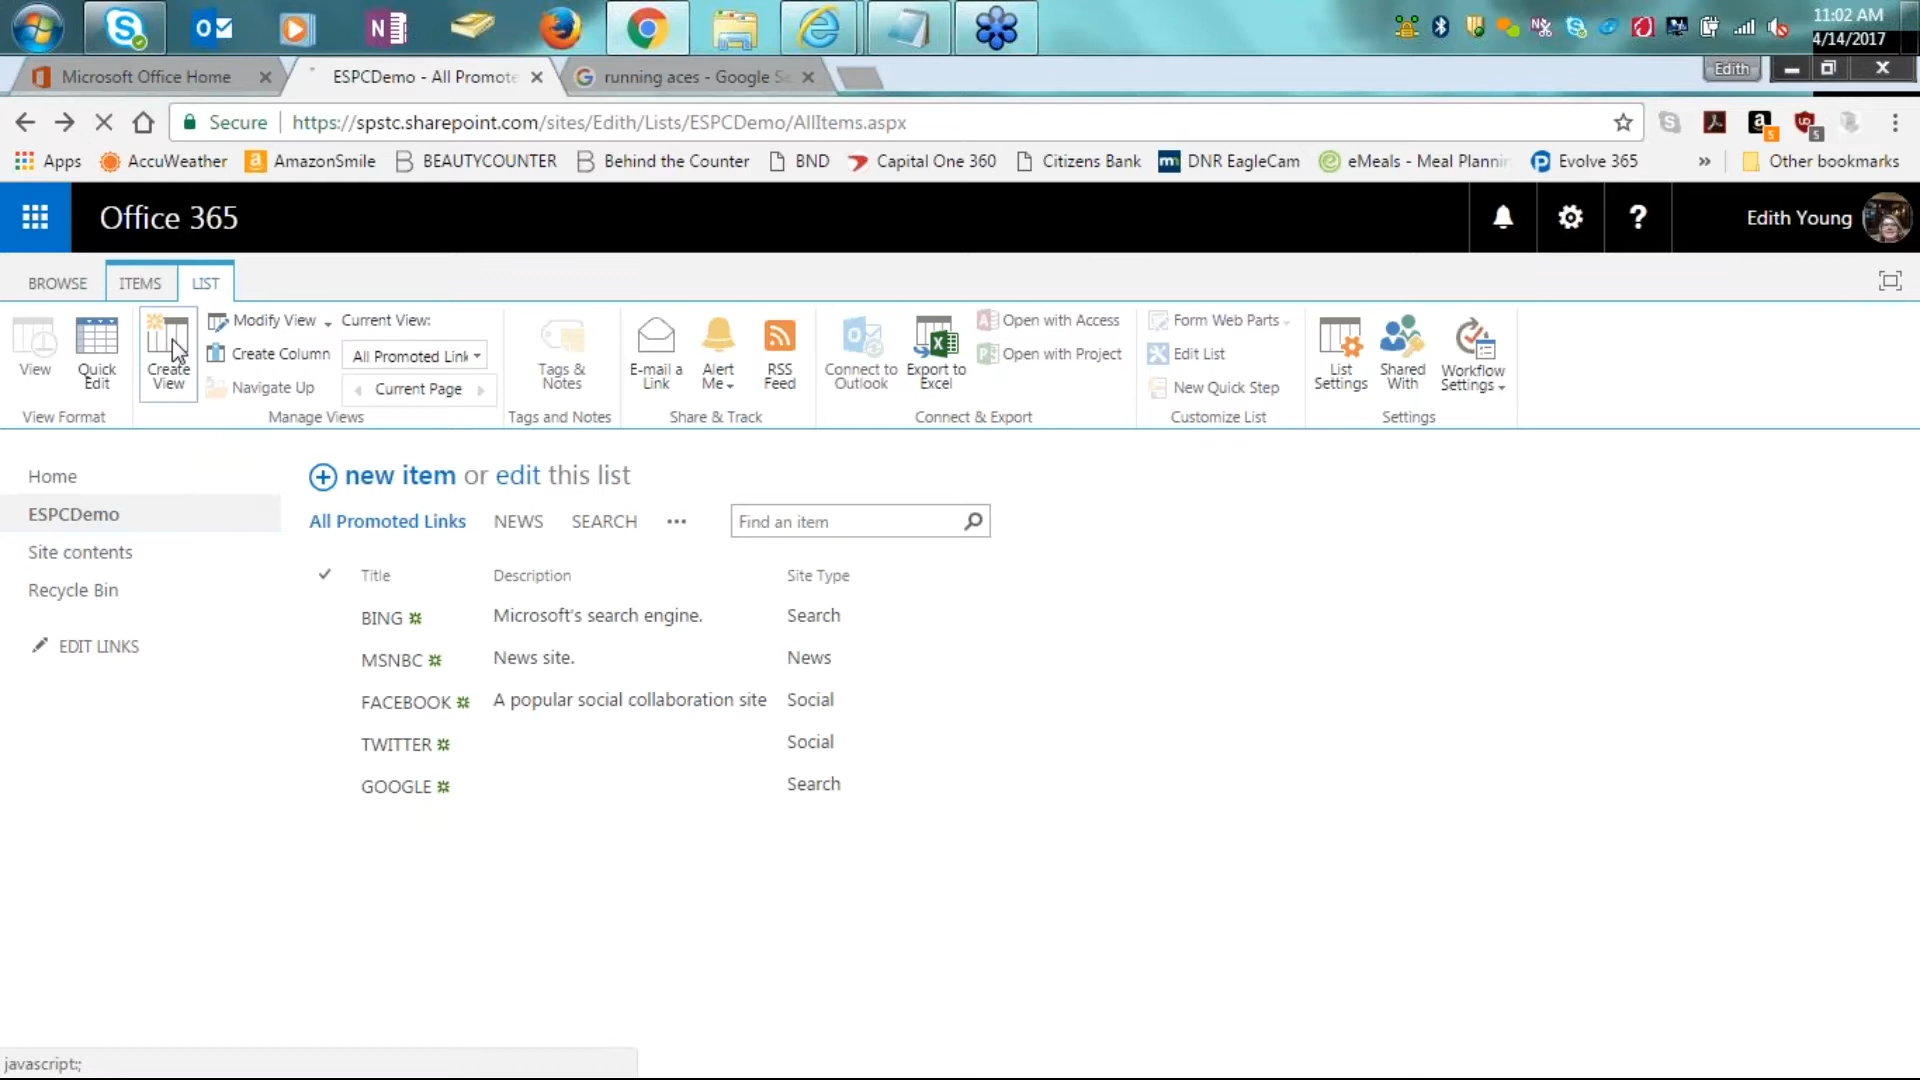 11:02 AM
4/14/2017
Microsoft Office Home
ESPCDemo - All Promote
running aces - Google Se
Edith
Secure
https://spstc.sharepoint.com/sites/Edith/Lists/ESPCDemo/AllItems.aspx
Apps
AccuWeather
AmazonSmile
BEAUTYCOUNTER
Behind the Counter
BND
Capital One 360
Citizens Bank
DNR EagleCam
eMeals - Meal Plannin
Evolve 365
»
Other bookmarks
Office 365
Edith Young
BROWSE
ITEMS
LIST
View
Quick
Edit
Create
View
Modify View
Create Column
Navigate Up
Current View:
All Promoted Link
Current Page
Tags &
Notes
E-mail a
Link
Alert
Me
RSS
Feed
Connect to
Outlook
Export to
Excel
Open with Access
Open with Project
Form Web Parts
Edit List
New Quick Step
List
Settings
Shared
With
Workflow
Settings
View Format
Manage Views
Tags and Notes
Share & Track
Connect & Export
Customize List
Settings
Home
ESPCDemo
Site contents
Recycle Bin
EDIT LINKS
new item or edit this list
All Promoted Links
NEWS
SEARCH
...
Find an item
Title
Description
Site Type
BING
Microsoft's search engine.
Search
MSNBC
News site.
News
FACEBOOK
A popular social collaboration site
Social
TWITTER
Social
GOOGLE
Search
javascript:;